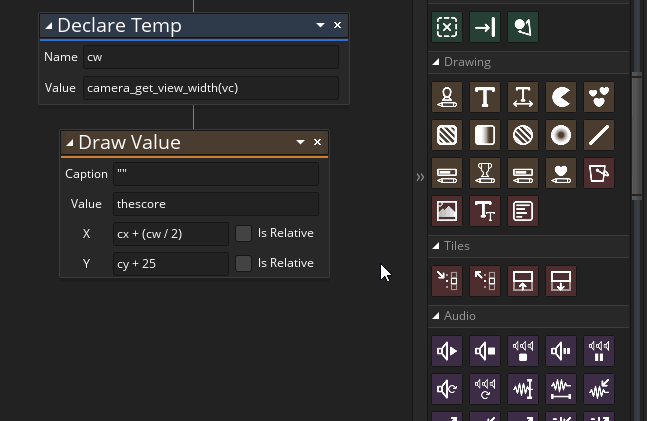 Declare Temp
Name cw
Value camera_get_view_width(vc)
Draw Value
Caption ""
Value thescore
X cx + (cw / 2) Is Relative
Y cy + 25 Is Relative
Drawing
Tiles
Audio